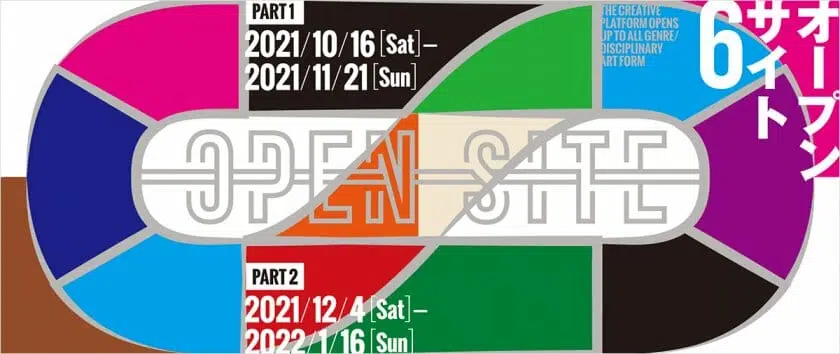 PART 1
2021/10/16 [Sat]–
2021/11/21 [Sun]
THE CREATIVE
PLATFORM OPENS
UP TO ALL GENRE/
DISCIPLINARY
ART FORM
オープン
サイト
6
OPEN SITE
PART 2
2021/12/4 [Sat]–
2022/1/16 [Sun]